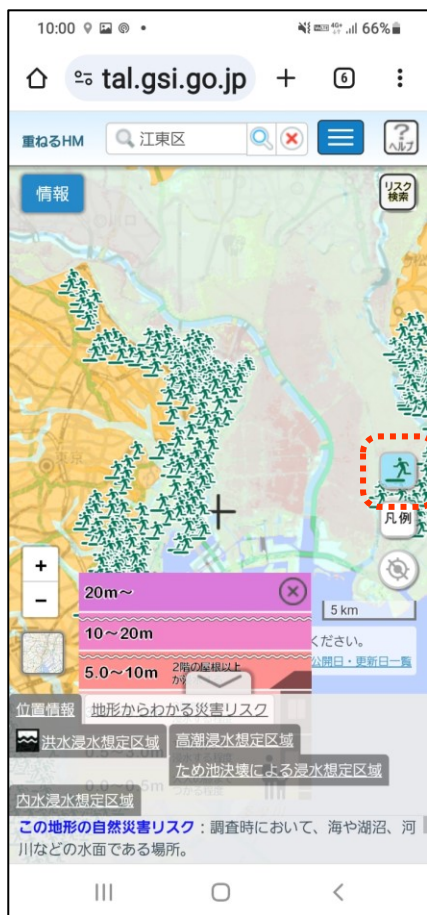 10:00 66%
tal.gsi.go.jp + 6
重ねるHM 江東区 ? ヘルプ
情報 リスク
検索
東京
凡例
+
−
20m～
5 km
10～20m
ください。
5.0～10m 2階の屋根以上
公開日・更新日一覧
位置情報 地形からわかる災害リスク
洪水浸水想定区域 高潮浸水想定区域
ため池決壊による浸水想定区域
内水浸水想定区域
この地形の自然災害リスク：調査時において、海や湖沼、河
川などの水面である場所。